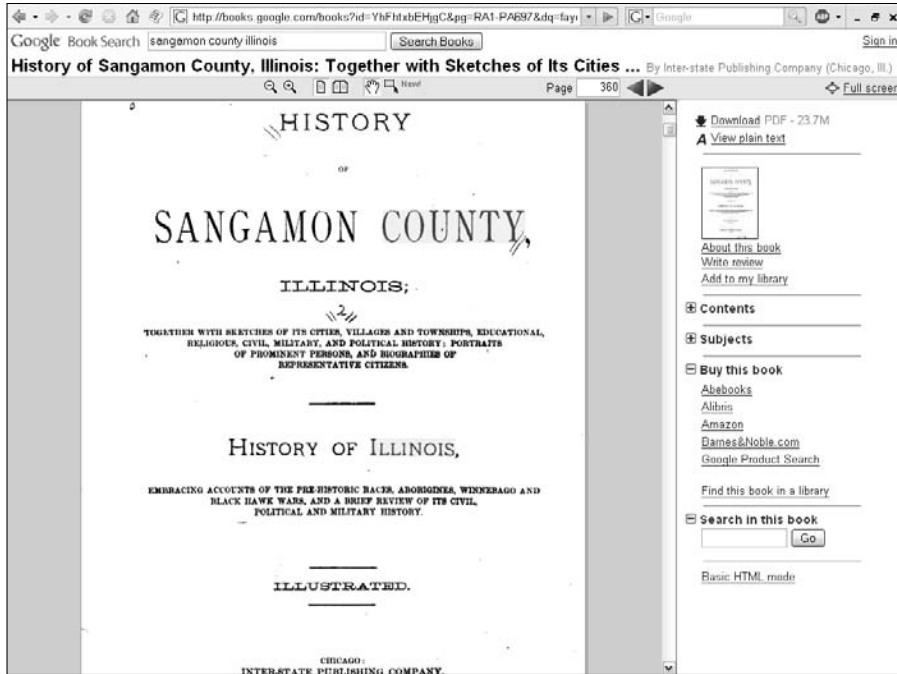 http://books.google.com/books?id=YhFhtxbEHjgC&pg=RA1-PA697&dq=fay
Google
Google Book Search sangamon county illinois Search Books Sign in
History of Sangamon County, Illinois: Together with Sketches of Its Cities ... By Inter-state Publishing Company (Chicago, Ill.)
New! Page 360 Full screen
HISTORY
OF
SANGAMON COUNTY,
ILLINOIS;
2
TOGETHER WITH SKETCHES OF ITS CITIES, VILLAGES AND TOWNSHIPS, EDUCATIONAL,
RELIGIOUS, CIVIL, MILITARY, AND POLITICAL HISTORY; PORTRAITS
OF PROMINENT PERSONS, AND BIOGRAPHIES OF
REPRESENTATIVE CITIZENS.
HISTORY OF ILLINOIS,
EMBRACING ACCOUNTS OF THE PRE-HISTORIC RACES, ABORIGINES, WINNEBAGO AND
BLACK HAWK WARS, AND A BRIEF REVIEW OF ITS CIVIL,
POLITICAL AND MILITARY HISTORY.
ILLUSTRATED.
CHICAGO:
INTER-STATE PUBLISHING COMPANY,
Download PDF - 23.7M
A View plain text
About this book
Write review
Add to my library
Contents
Subjects
Buy this book
Abebooks
Alibris
Amazon
Barnes&Noble.com
Google Product Search
Find this book in a library
Search in this book
Go
Basic HTML mode